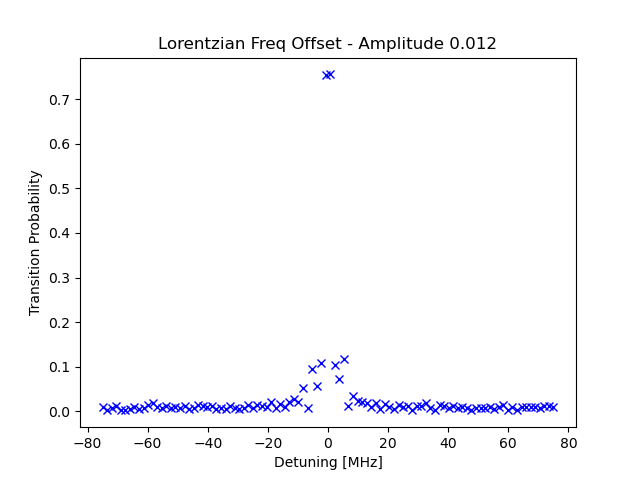 Lorentzian Freq Offset - Amplitude 0.012
0.7
0.6
0.5
0.4
0.3
0.2
0.1
0.0
Transition Probability
−80 −60 −40 −20 0 20 40 60 80
Detuning [MHz]